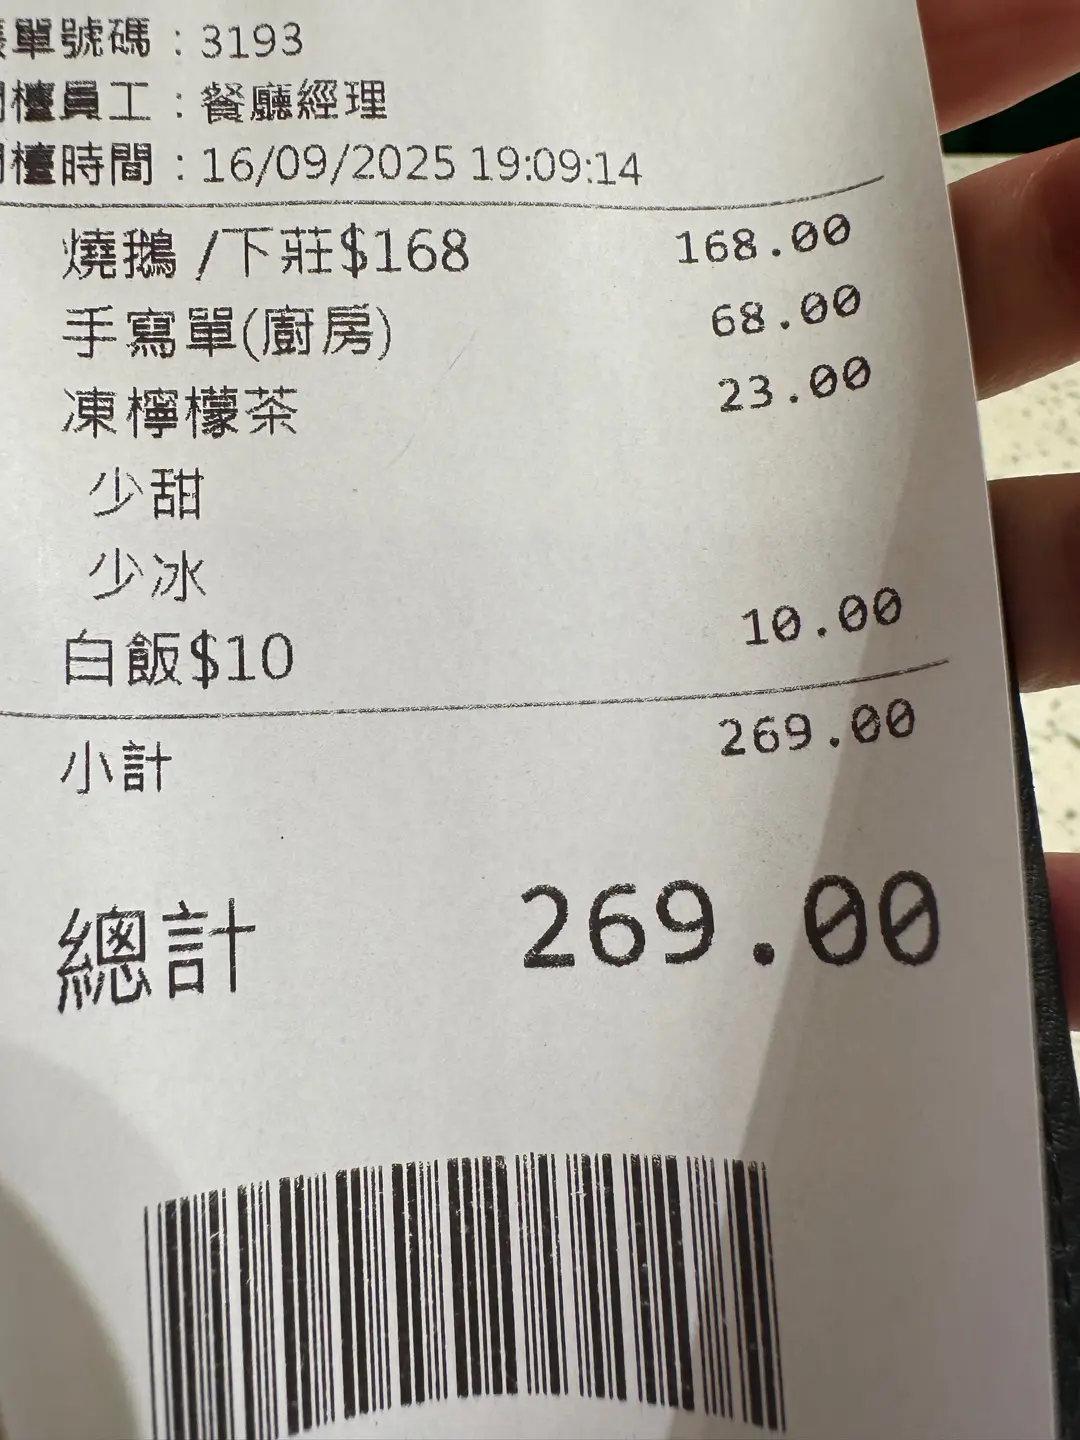 單號碼：3193
檯員工：餐廳經理
檯時間：16/09/2025 19:09:14
燒鵝 /下莊$168 168.00
手寫單(廚房) 68.00
凍檸檬茶 23.00
少甜
少冰
白飯$10 10.00
小計 269.00
總計 269.00